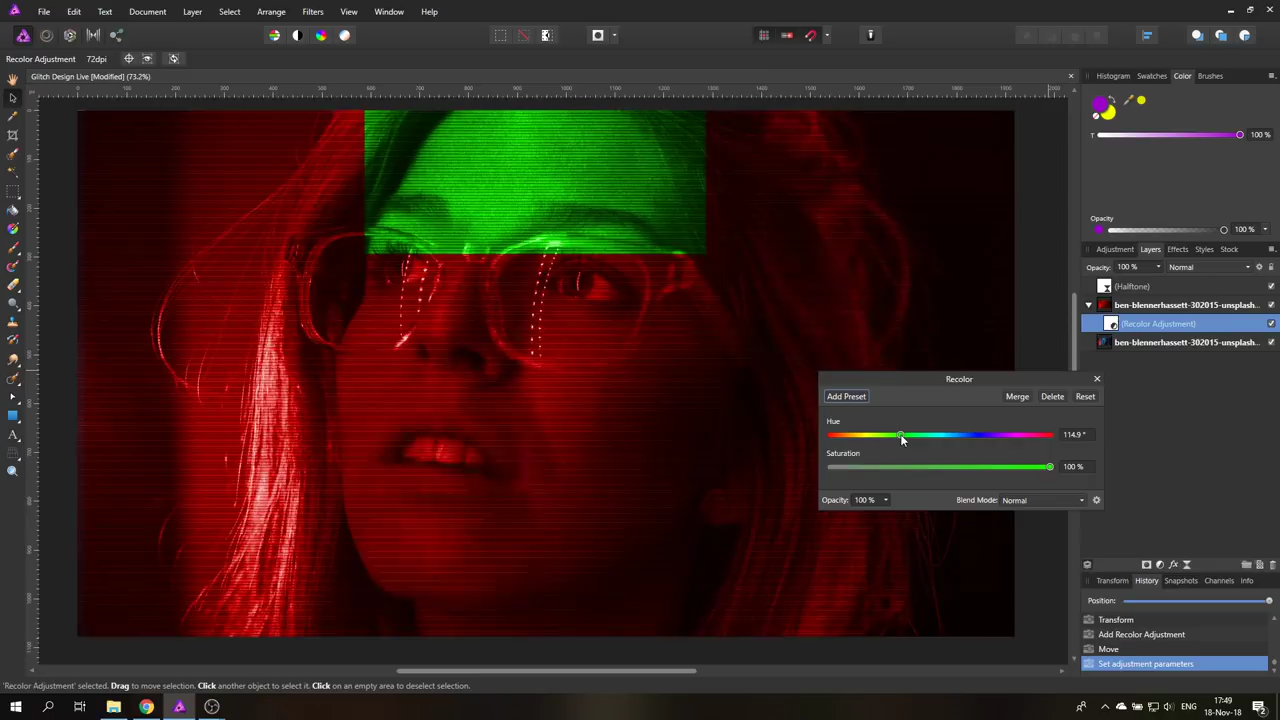 File Edit Text Document Layer Select Arrange Filters View Window Help
Recolor Adjustment 72dpi
Glitch Design Live [Modified] (73.2%)
Histogram Swatches Color Brushes
T 100 %
Opacity
100 %
Adjustment Layers Effects Styles Stock
Opacity: 100 % Normal
(Halftone)
ben-blennerhassett-302015-unsplash...
(Recolor Adjustment)
ben-blennerhassett-302015-unsplash...
Recolor
Add Preset Merge Delete Reset
Hue
114.9 °
Saturation
100 %
Opacity: 100 % Blend Mode: Normal
Transform History Snapshots Channels Info
Position:
Transform
Add Recolor Adjustment
Move
Set adjustment parameters
'Recolor Adjustment' selected. Drag to move selection. Click another object to select it. Click on an empty area to deselect selection.
ENG
17:49
18-Nov-18